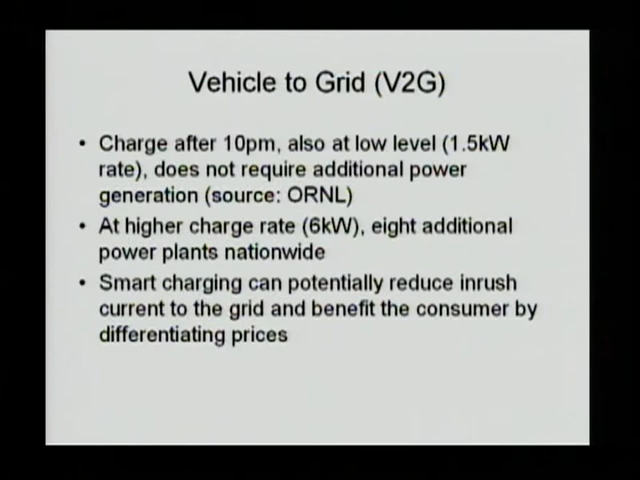 Vehicle to Grid (V2G)
• Charge after 10pm, also at low level (1.5kW
rate), does not require additional power
generation (source: ORNL)
• At higher charge rate (6kW), eight additional
power plants nationwide
• Smart charging can potentially reduce inrush
current to the grid and benefit the consumer by
differentiating prices